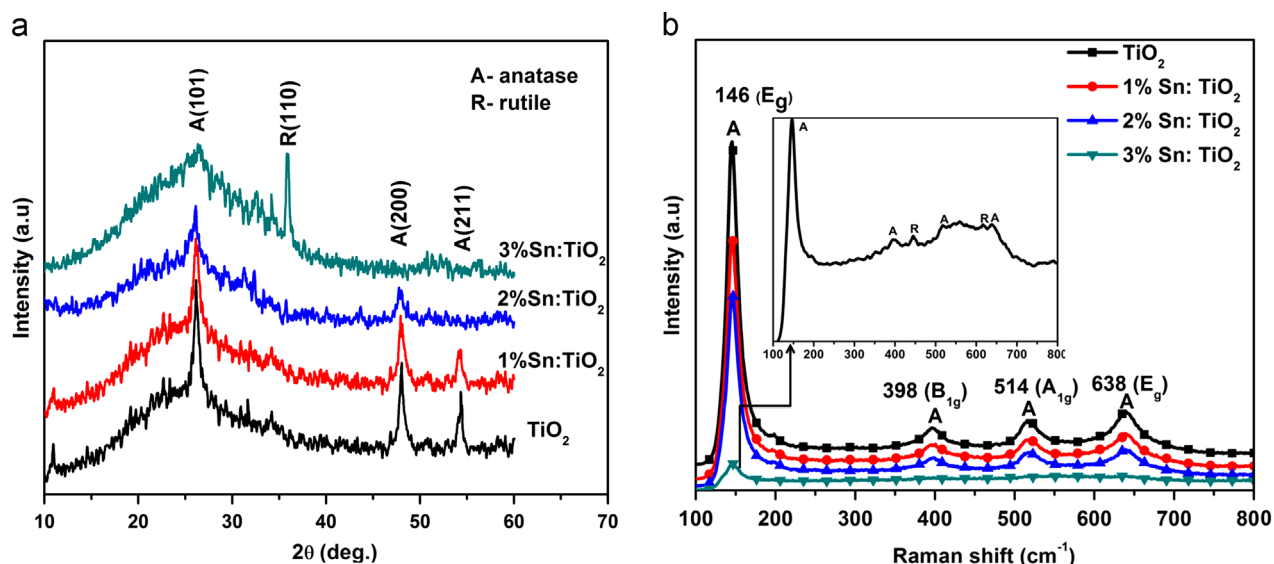 a
A- anatase
R- rutile
A(101)
R(110)
A(200)
A(211)
3%Sn:TiO₂
2%Sn:TiO₂
1%Sn:TiO₂
TiO₂
Intensity (a.u)
10 20 30 40 50 60 70
2θ (deg.)
b
TiO₂
1% Sn: TiO₂
2% Sn: TiO₂
3% Sn: TiO₂
146 (Eg)
A
A
A R A R A
100 200 300 400 500 600 700 800
398 (B₁g) 514 (A₁g) 638 (Eg)
A A A
Intensity (a.u)
100 200 300 400 500 600 700 800
Raman shift (cm⁻¹)